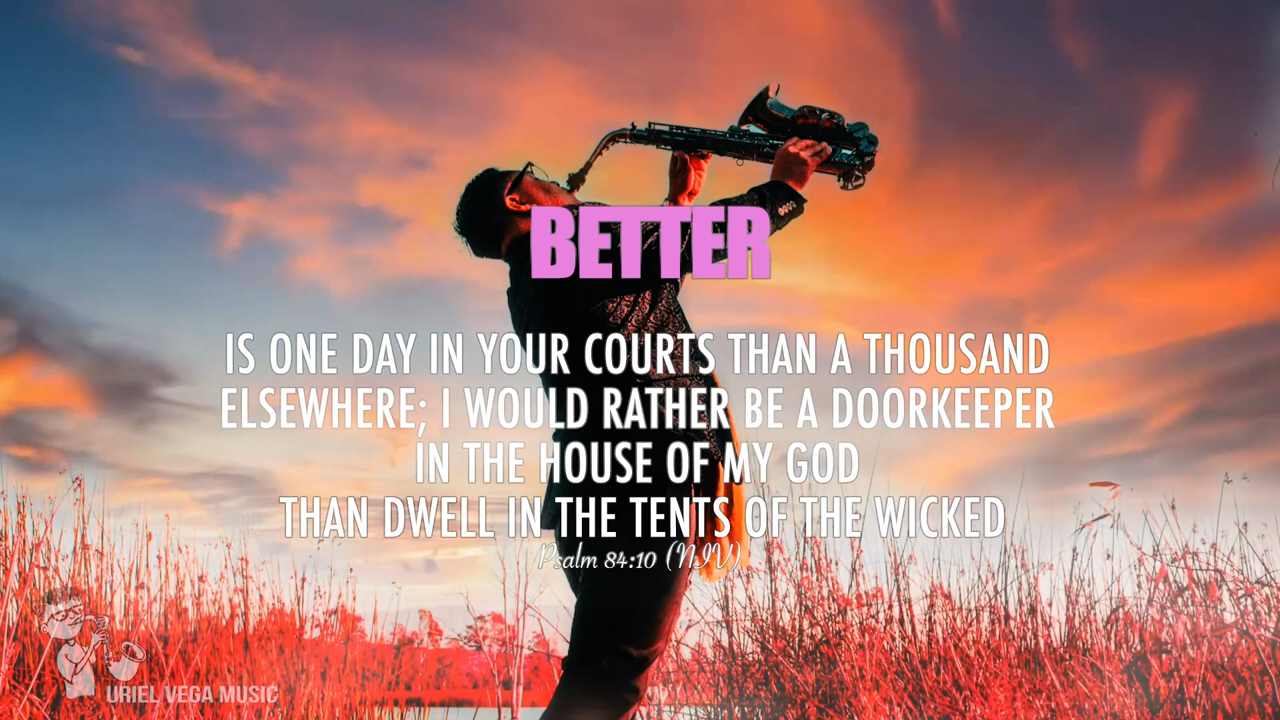 BETTER
IS ONE DAY IN YOUR COURTS THAN A THOUSAND
ELSEWHERE; I WOULD RATHER BE A DOORKEEPER
IN THE HOUSE OF MY GOD
THAN DWELL IN THE TENTS OF THE WICKED
Psalm 84:10 (NIV)
URIEL VEGA MUSIC